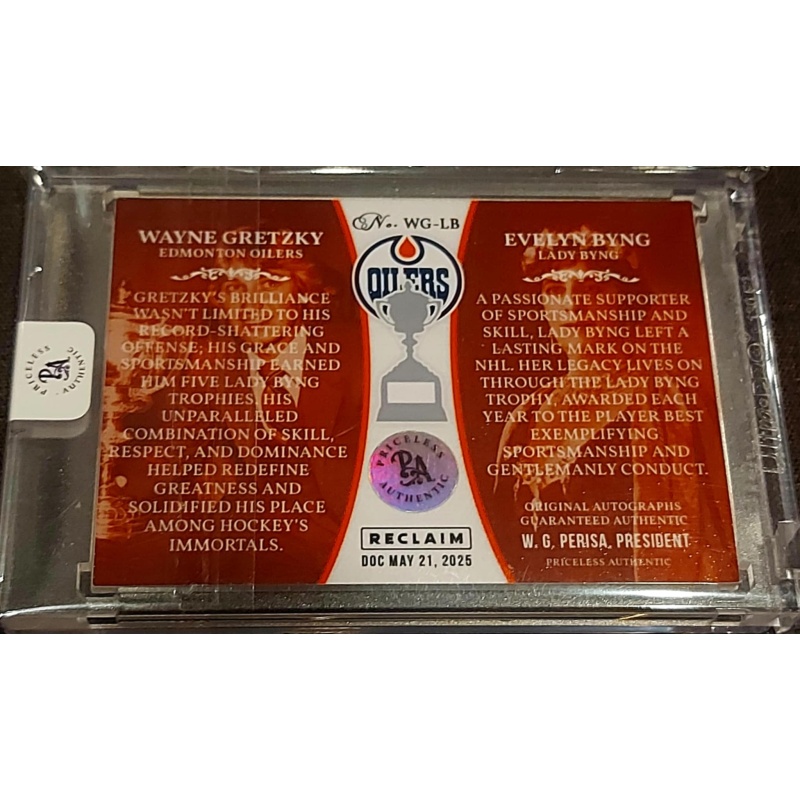 No. WG-LB
OILERS
WAYNE GRETZKY
EDMONTON OILERS
GRETZKY'S BRILLIANCE
WASN'T LIMITED TO HIS
RECORD-SHATTERING
OFFENSE; HIS GRACE AND
SPORTSMANSHIP EARNED
HIM FIVE LADY BYNG
TROPHIES. HIS
UNPARALLELED
COMBINATION OF SKILL,
RESPECT, AND DOMINANCE
HELPED REDEFINE
GREATNESS AND
SOLIDIFIED HIS PLACE
AMONG HOCKEY'S
IMMORTALS.
EVELYN BYNG
LADY BYNG
A PASSIONATE SUPPORTER
OF SPORTSMANSHIP AND
SKILL, LADY BYNG LEFT A
LASTING MARK ON THE
NHL. HER LEGACY LIVES ON
THROUGH THE LADY BYNG
TROPHY, AWARDED EACH
YEAR TO THE PLAYER BEST
EXEMPLIFYING
SPORTSMANSHIP AND
GENTLEMANLY CONDUCT.
ORIGINAL AUTOGRAPHS
GUARANTEED AUTHENTIC
W. G. PERISA, PRESIDENT
PRICELESS AUTHENTIC
PRICELESS
PA
AUTHENTIC
RECLAIM
DOC MAY 21, 2025
PRICELESS
PA
AUTHENTIC